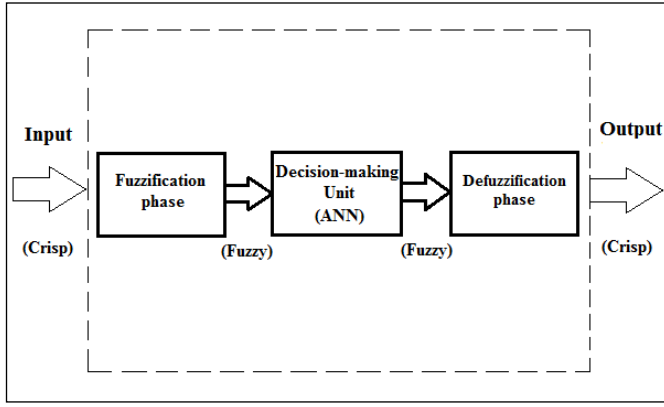 Input
(Crisp)
Fuzzification
phase
(Fuzzy)
Decision-making
Unit
(ANN)
(Fuzzy)
Defuzzification
phase
Output
(Crisp)